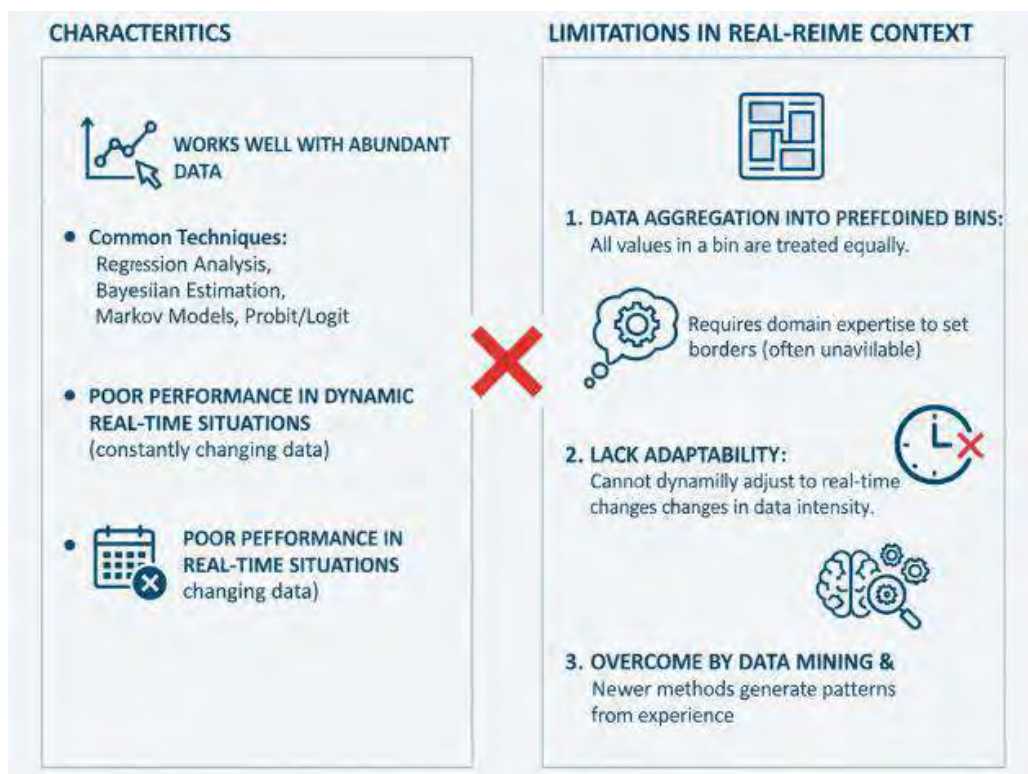 CHARACTERITICS
WORKS WELL WITH ABUNDANT
DATA
Common Techniques:
Regression Analysis,
Bayesiian Estimation,
Markov Models, Probit/Logit
POOR PERFORMANCE IN DYNAMIC
REAL-TIME SITUATIONS
(constantly changing data)
POOR PEFFORMANCE IN
REAL-TIME SITUATIONS
changing data)
LIMITATIONS IN REAL-REIME CONTEXT
1. DATA AGGREGATION INTO PREFEDINED BINS:
All values in a bin are treated equally.
Requires domain expertise to set
borders (often unavillable)
2. LACK ADAPTABILITY:
Cannot dynamilly adjust to real-time
changes changes in data intensity.
3. OVERCOME BY DATA MINING &
Newer methods generate patterns
from experience